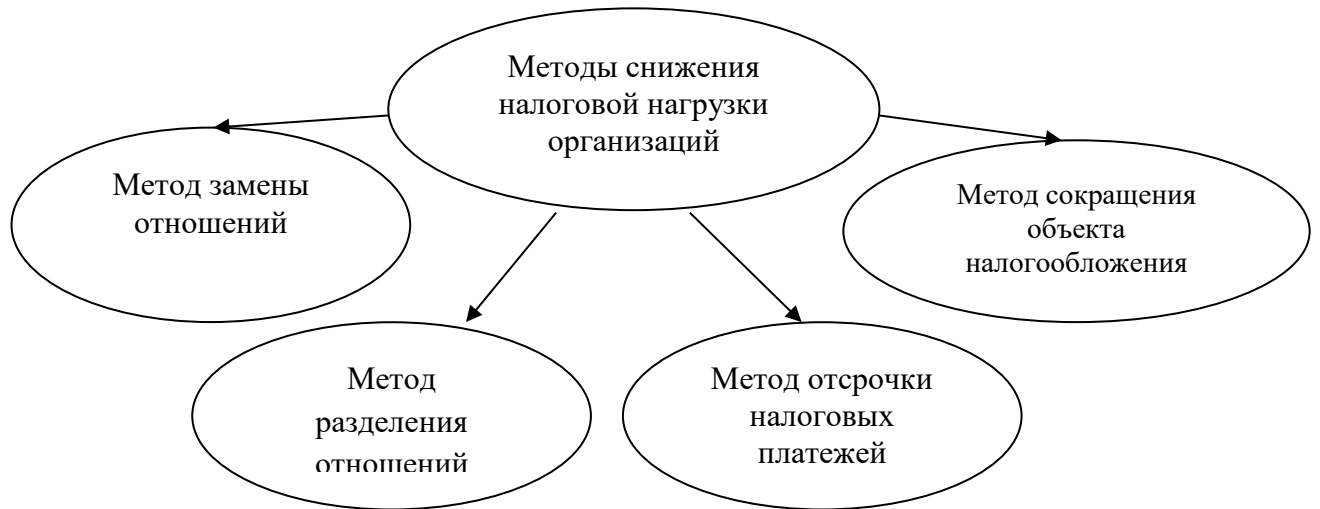 Методы снижения
налоговой нагрузки
организаций
Метод замены
отношений
Метод сокращения
объекта
налогообложения
Метод
разделения
отношений
Метод отсрочки
налоговых
платежей